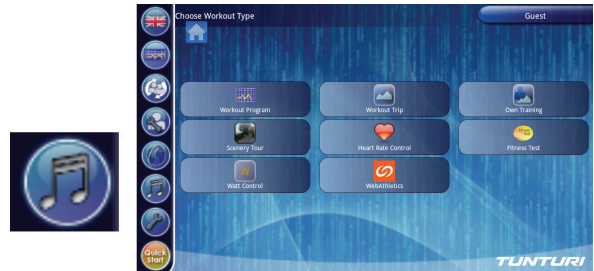 Choose Workout Type
Guest
Workout Program
Workout Trip
Own Training
Scenery Tour
Heart Rate Control
Fitness Test
Watt Control
WebAthletics
Quick
Start
TUNTURI